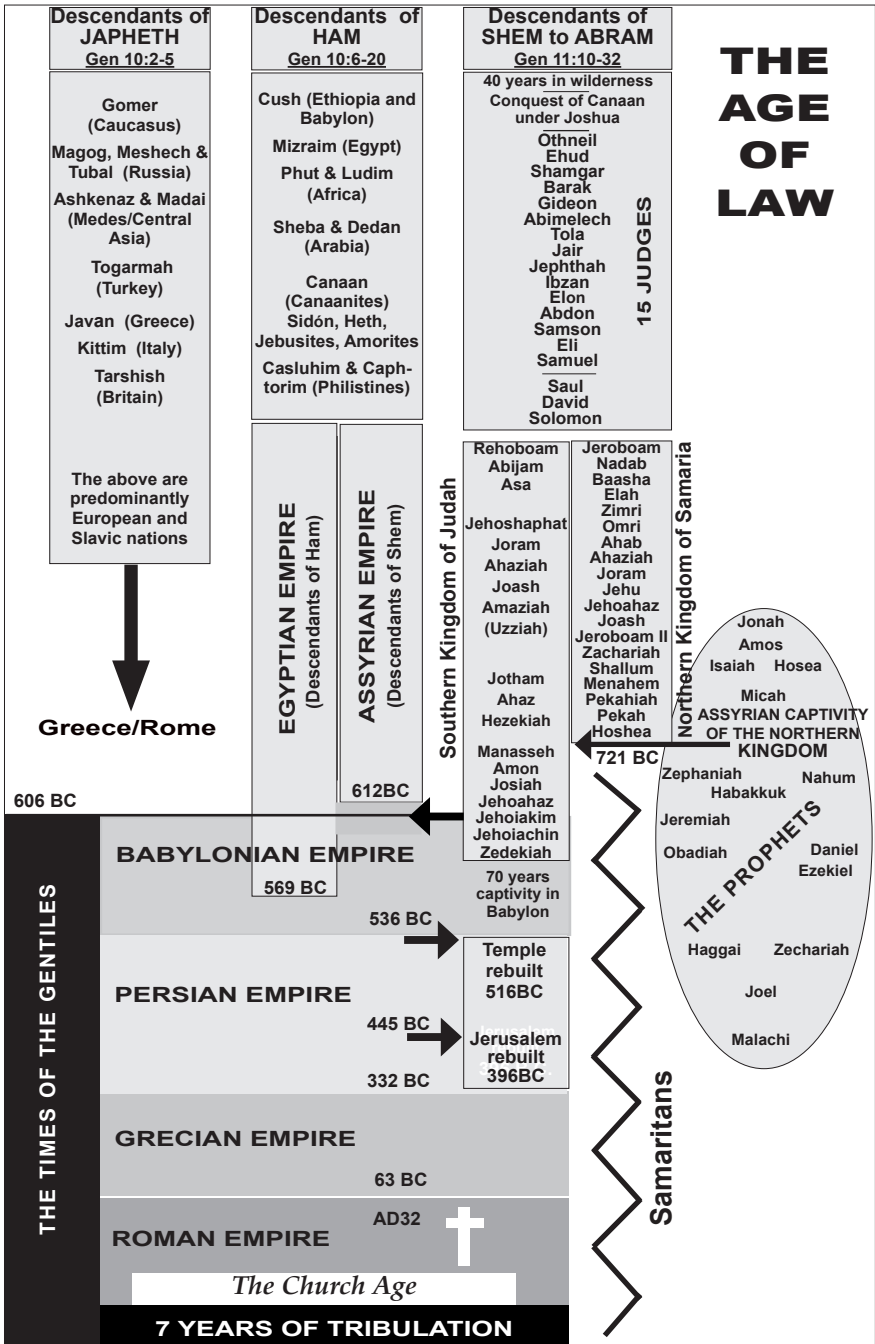 Descendants of
JAPHETH
Gen 10:2-5
Gomer
(Caucasus)
Magog, Meshech &
Tubal (Russia)
Ashkenaz & Madai
(Medes/Central
Asia)
Togarmah
(Turkey)
Javan (Greece)
Kittim (Italy)
Tarshish
(Britain)
The above are
predominantly
European and
Slavic nations
Greece/Rome
Descendants of
HAM
Gen 10:6-20
Cush (Ethiopia and
Babylon)
Mizraim (Egypt)
Phut & Ludim
(Africa)
Sheba & Dedan
(Arabia)
Canaan
(Canaanites)
Sidón, Heth,
Jebusites, Amorites
Casluhim & Caph-
torim (Philistines)
EGYPTIAN EMPIRE
(Descendants of Ham)
569 BC
ASSYRIAN EMPIRE
(Descendants of Shem)
612BC
Descendants of
SHEM to ABRAM
Gen 11:10-32
40 years in wilderness
Conquest of Canaan
under Joshua
Othneil
Ehud
Shamgar
Barak
Gideon
Abimelech
Tola
Jair
Jephthah
Ibzan
Elon
Abdon
Samson
Eli
Samuel
15 JUDGES
Saul
David
Solomon
THE
AGE
OF
LAW
Southern Kingdom of Judah
Rehoboam
Abijam
Asa
Jehoshaphat
Joram
Ahaziah
Joash
Amaziah
(Uzziah)
Jotham
Ahaz
Hezekiah
Manasseh
Amon
Josiah
Jehoahaz
Jehoiakim
Jehoiachin
Zedekiah
Jeroboam
Nadab
Baasha
Elah
Zimri
Omri
Ahab
Ahaziah
Joram
Jehu
Jehoahaz
Joash
Jeroboam II
Zachariah
Shallum
Menahem
Pekahiah
Pekah
Hoshea
Northern Kingdom of Samaria
721 BC
Jonah
Amos
Isaiah Hosea
Micah
ASSYRIAN CAPTIVITY
OF THE NORTHERN
KINGDOM
Zephaniah Nahum
Habakkuk
Jeremiah
Obadiah Daniel
Ezekiel
THE PROPHETS
Haggai Zechariah
Joel
Malachi
Samaritans
606 BC
THE TIMES OF THE GENTILES
BABYLONIAN EMPIRE
70 years
captivity in
Babylon
536 BC
Temple
rebuilt
516BC
PERSIAN EMPIRE
445 BC
Jerusalem
rebuilt
396BC
332 BC
GRECIAN EMPIRE
63 BC
AD32
ROMAN EMPIRE
The Church Age
7 YEARS OF TRIBULATION